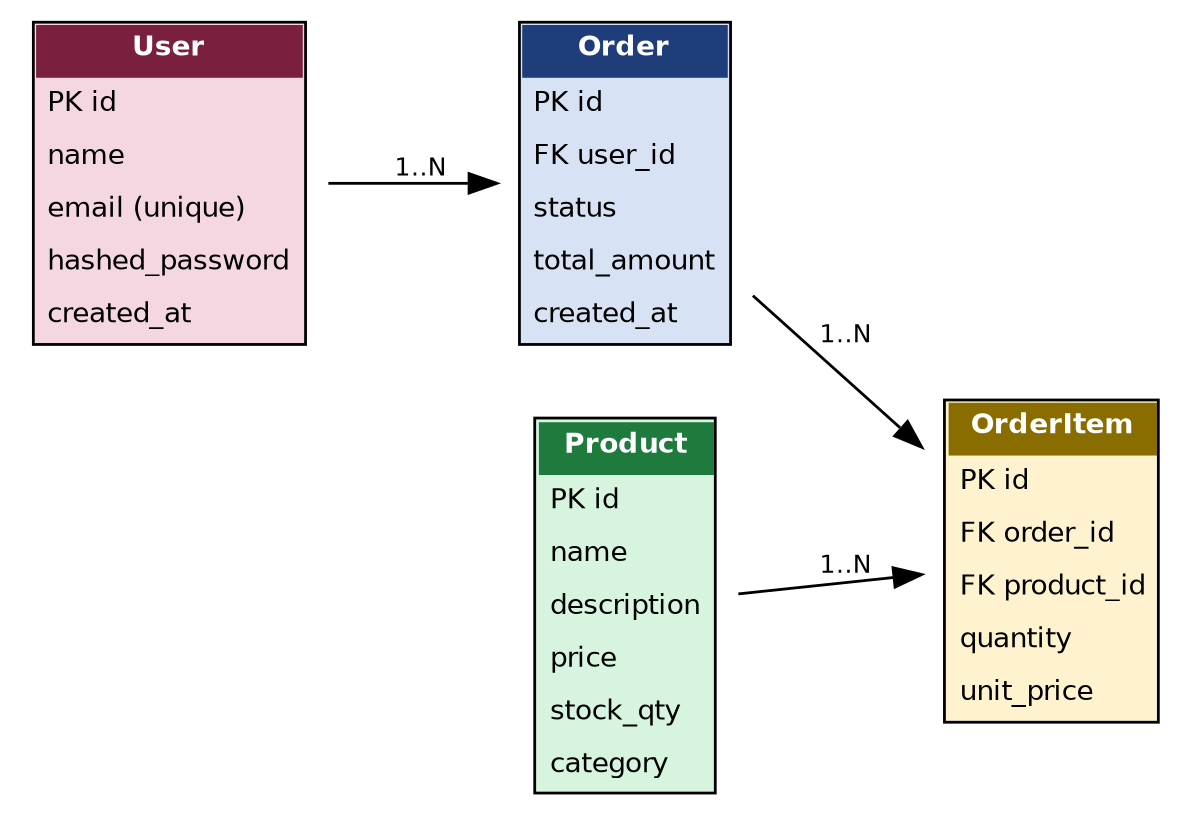 User
PK id
name
email (unique)
hashed_password
created_at
1..N
Order
PK id
FK user_id
status
total_amount
created_at
1..N
Product
PK id
name
description
price
stock_qty
category
1..N
OrderItem
PK id
FK order_id
FK product_id
quantity
unit_price